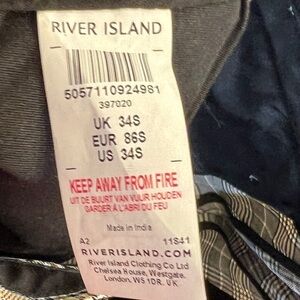 RIVER ISLAND
5057110924981
397020
UK 34S
EUR 86S
US 34S
KEEP AWAY FROM FIRE
UIT DE BUURT VAN VUUR HOUDEN
GARDER À L'ABRI DU FEU
Made in India
A2 11S41
RIVERISLAND.COM
River Island Clothing Co Ltd
Chelsea House, Westgate,
London, W5 1DR. UK.